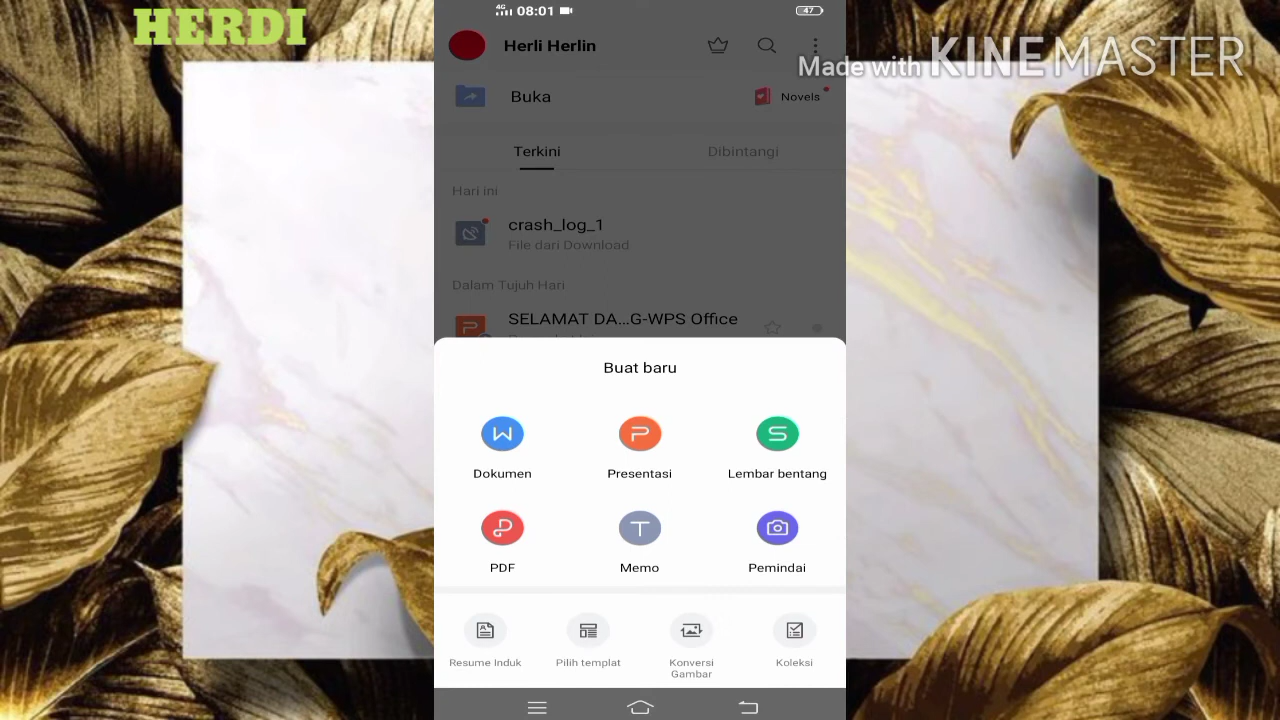 HERDI
4G 08:01 47
Herli Herlin
Made with KINEMASTER
Buka
Novels
Terkini
Dibintangi
Hari ini
crash_log_1
File dari Download
Dalam Tujuh Hari
SELAMAT DA...G-WPS Office
Buat baru
W
P
S
Dokumen
Presentasi
Lembar bentang
T
PDF
Memo
Pemindai
Resume Induk
Pilih templat
Konversi
Gambar
Koleksi